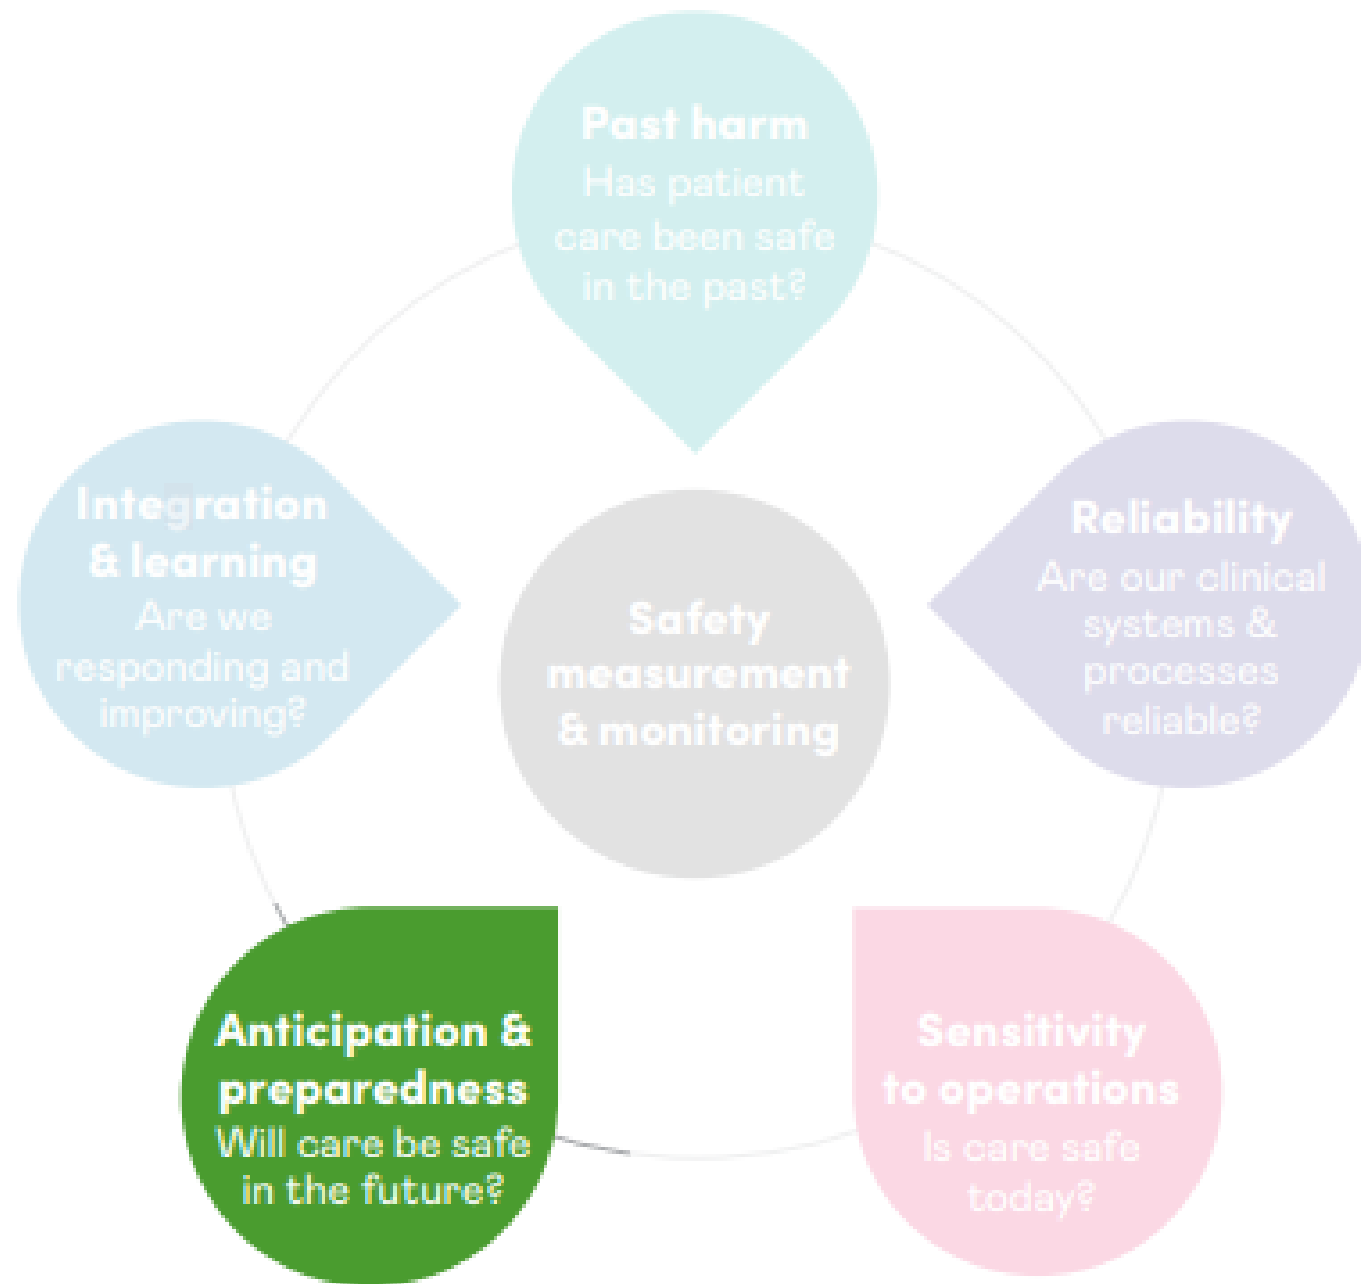 Past harm
Has patient
care been safe
in the past?
Integration
& learning
Are we
responding and
improving?
Safety
measurement
& monitoring
Reliability
Are our clinical
systems &
processes
reliable?
Anticipation &
preparedness
Will care be safe
in the future?
Sensitivity
to operations
Is care safe
today?